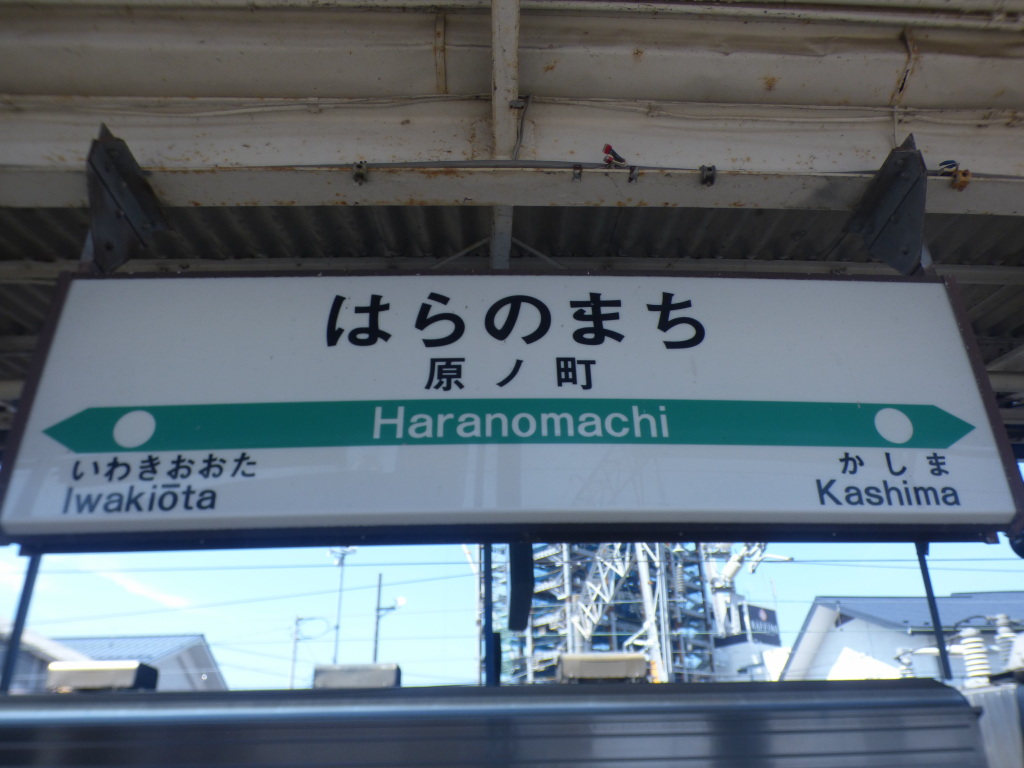 はらのまち
原ノ町
Haranomachi
いわきおおた
Iwakiōta
かしま
Kashima